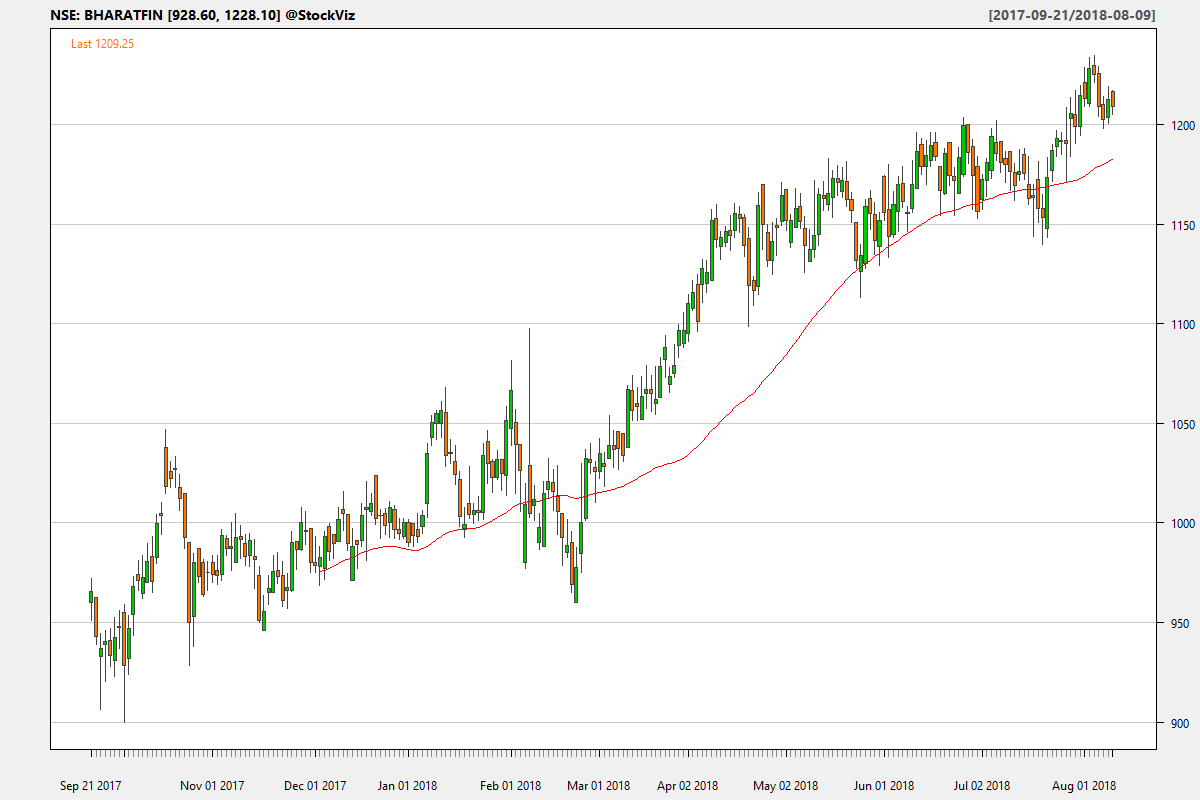 NSE: BHARATFIN [928.60, 1228.10] @StockViz [2017-09-21/2018-08-09]
Last 1209.25
1200
1150
1100
1050
1000
950
900
Sep 21 2017 Nov 01 2017 Dec 01 2017 Jan 01 2018 Feb 01 2018 Mar 01 2018 Apr 02 2018 May 02 2018 Jun 01 2018 Jul 02 2018 Aug 01 2018